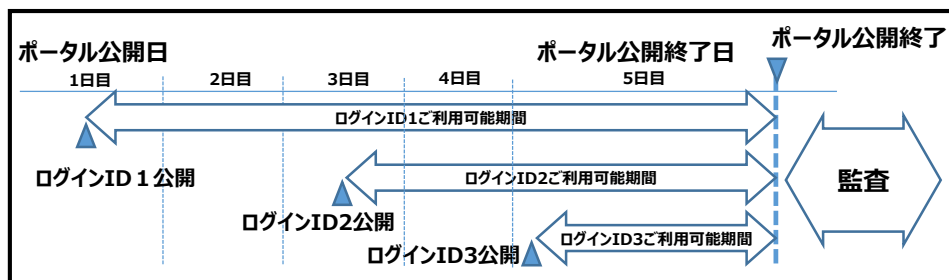 ポータル公開日
ポータル公開終了日
ポータル公開終了
1日目
2日目
3日目
4日目
5日目
ログインID1ご利用可能期間
ログインID１公開
ログインID2ご利用可能期間
監査
ログインID2公開
ログインID3ご利用可能期間
ログインID3公開